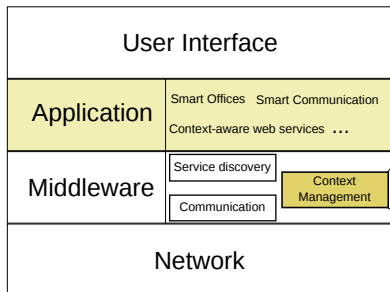 User Interface
Application
Smart Offices Smart Communication
Context-aware web services ...
Middleware
Service discovery
Communication
Context
Management
Network